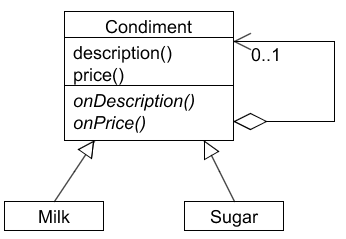 Condiment
description()
price()
0..1
onDescription()
onPrice()
Milk
Sugar